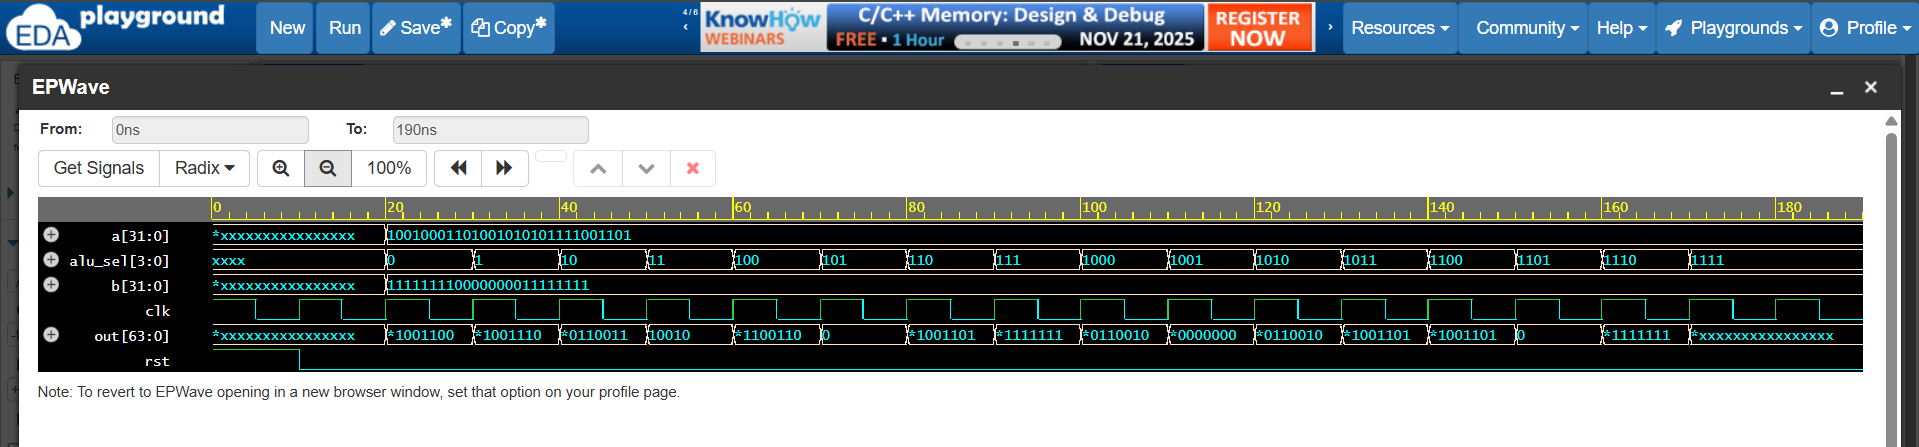 EDA playground New Run Save* Copy* 4 / 6 ‹ KnowHow WEBINARS C/C++ Memory: Design & Debug FREE • 1 Hour NOV 21, 2025 REGISTER NOW › Resources Community Help Playgrounds Profile
EPWave
From: 0ns To: 190ns
Get Signals Radix 100%
0 20 40 60 80 100 120 140 160 180
a[31:0] *xxxxxxxxxxxxxxxx 10010001101001010101111001101
alu_sel[3:0] xxxx 0 1 10 11 100 101 110 111 1000 1001 1010 1011 1100 1101 1110 1111
b[31:0] *xxxxxxxxxxxxxxxx 111111110000000011111111
clk
out[63:0] *xxxxxxxxxxxxxxxx *1001100 *1001110 *0110011 10010 *1100110 0 *1001101 *1111111 *0110010 *0000000 *0110010 *1001101 *1001101 0 *1111111 *xxxxxxxxxxxxxxxx
rst
Note: To revert to EPWave opening in a new browser window, set that option on your profile page.